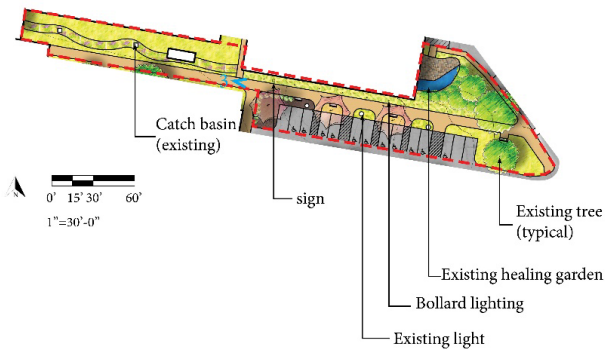 Catch basin
(existing)
0' 15' 30' 60'
1"=30'-0"
sign
Existing tree
(typical)
Existing healing garden
Bollard lighting
Existing light